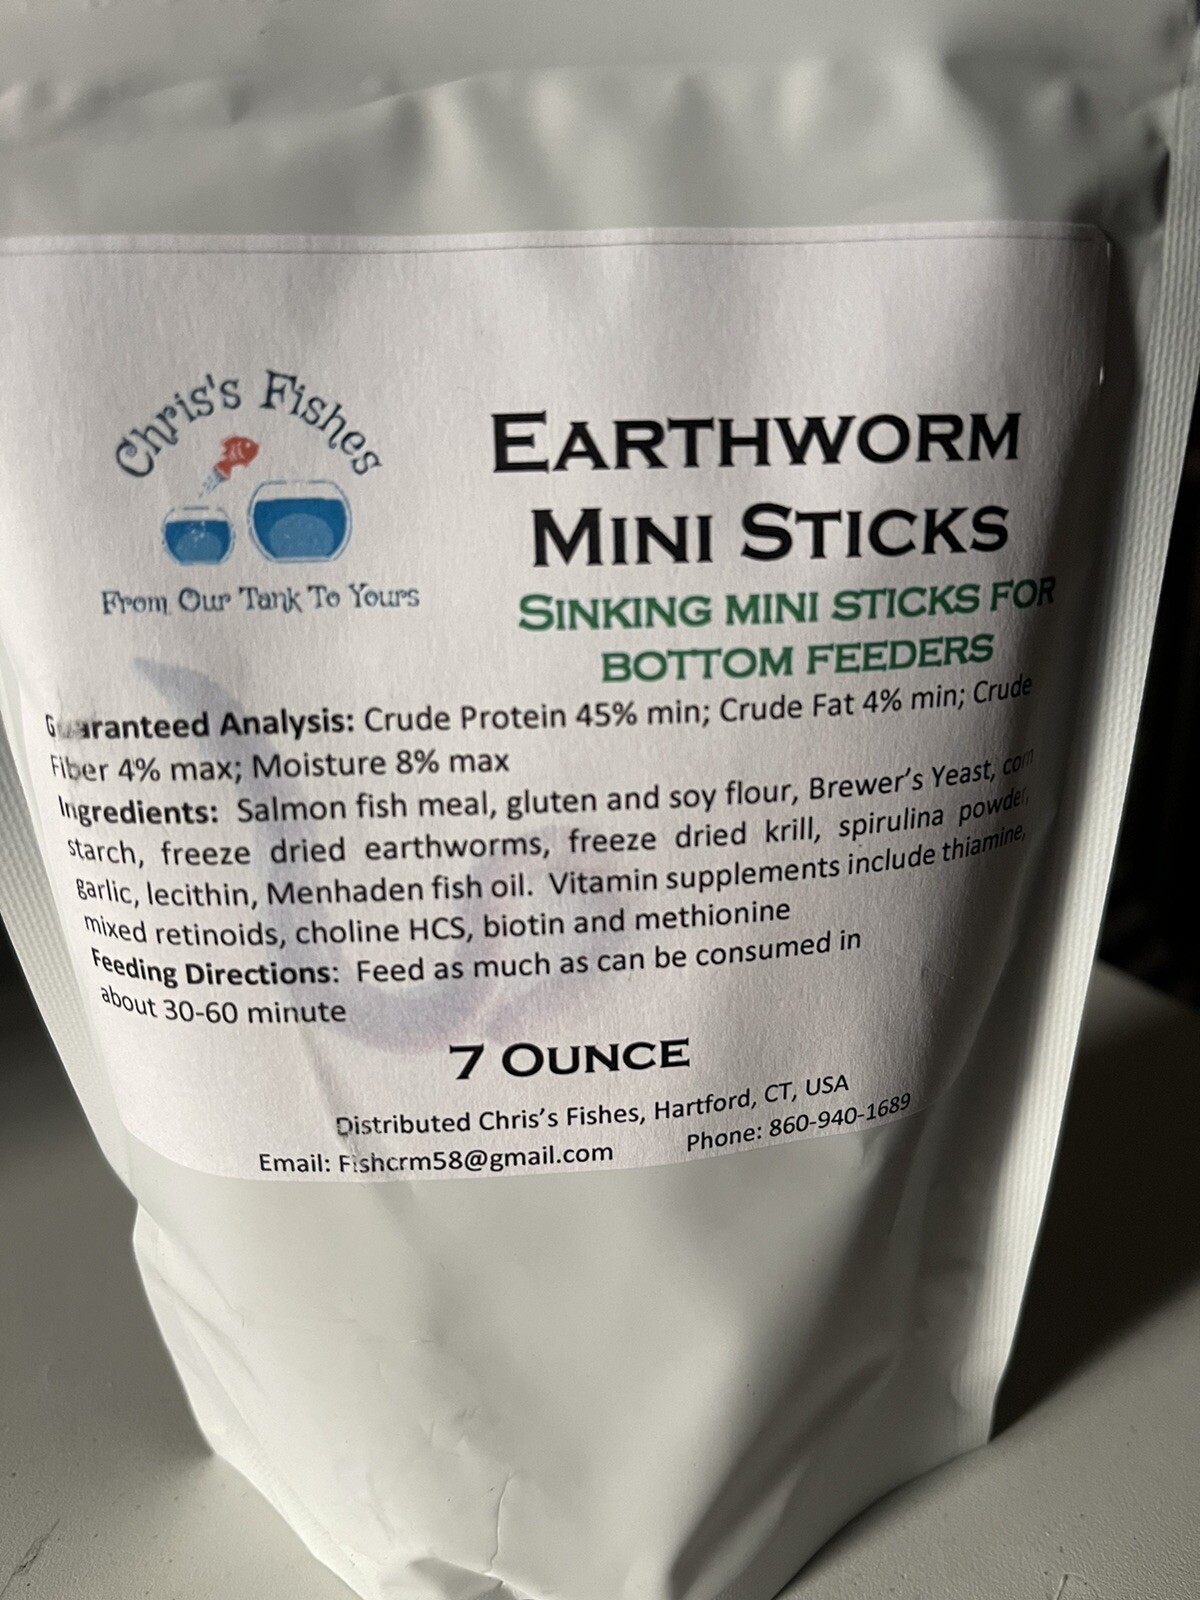 Chris's Fishes
From Our Tank To Yours
EARTHWORM
MINI STICKS
SINKING MINI STICKS FOR
BOTTOM FEEDERS
Guaranteed Analysis: Crude Protein 45% min; Crude Fat 4% min; Crude
Fiber 4% max; Moisture 8% max
Ingredients: Salmon fish meal, gluten and soy flour, Brewer's Yeast, corn
starch, freeze dried earthworms, freeze dried krill, spirulina powder,
garlic, lecithin, Menhaden fish oil. Vitamin supplements include thiamine,
mixed retinoids, choline HCS, biotin and methionine
Feeding Directions: Feed as much as can be consumed in
about 30-60 minute
7 OUNCE
Distributed Chris's Fishes, Hartford, CT, USA
Email: Fishcrm58@gmail.com Phone: 860-940-1689